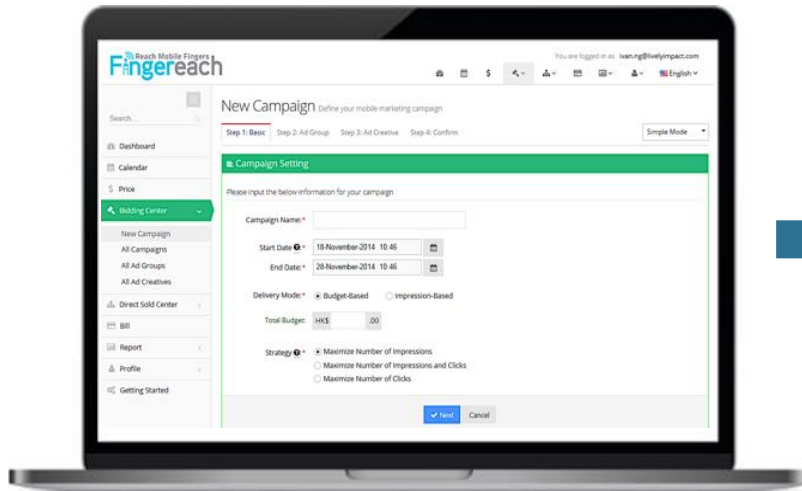 Reach Mobile Fingers
Fingereach
You are logged in as ivan.ng@livelyimpact.com
$
English
Search...
Dashboard
Calendar
$ Price
Bidding Center
New Campaign
All Campaigns
All Ad Groups
All Ad Creatives
Direct Sold Center
Bill
Report
Profile
Getting Started
New Campaign Define your mobile marketing campaign
Step 1: Basic Step 2: Ad Group Step 3: Ad Creative Step 4: Confirm
Simple Mode
Campaign Setting
Please input the below information for your campaign
Campaign Name:*
Start Date ?:* 18-November-2014 10:46
End Date:* 28-November-2014 10:46
Delivery Mode:* Budget-Based Impression-Based
Total Budget: HK$ .00
Strategy ?:* Maximize Number of Impressions
Maximize Number of Impressions and Clicks
Maximize Number of Clicks
Next Cancel